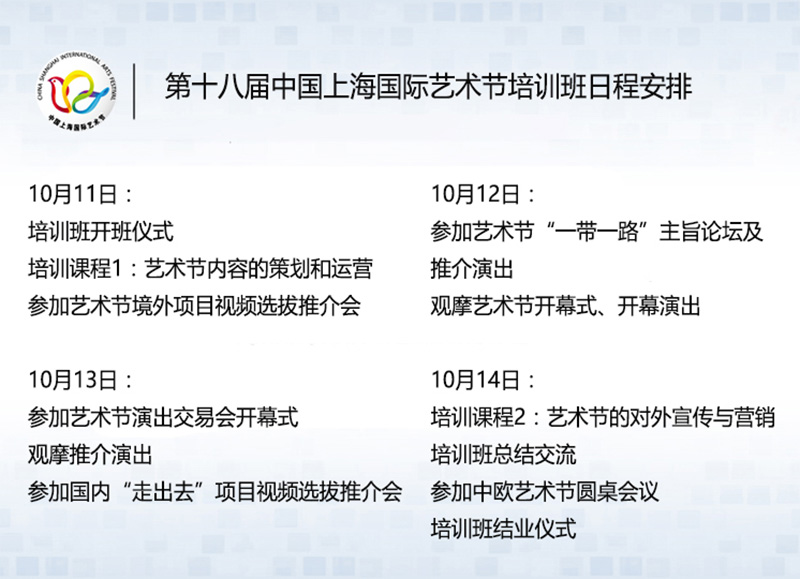 CHINA SHANGHAI INTERNATIONAL ARTS FESTIVAL
中国上海国际艺术节
第十八届中国上海国际艺术节培训班日程安排
10月11日：
培训班开班仪式
培训课程1：艺术节内容的策划和运营
参加艺术节境外项目视频选拔推介会
10月12日：
参加艺术节“一带一路”主旨论坛及
推介演出
观摩艺术节开幕式、开幕演出
10月13日：
参加艺术节演出交易会开幕式
观摩推介演出
参加国内“走出去”项目视频选拔推介会
10月14日：
培训课程2：艺术节的对外宣传与营销
培训班总结交流
参加中欧艺术节圆桌会议
培训班结业仪式